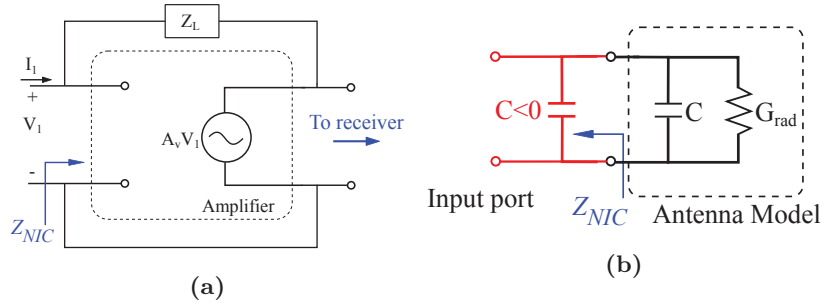 Z_L
I_1
+
V_1
-
A_vV_1
To receiver
Amplifier
Z_NIC
(a)
C<0
C
G_rad
Z_NIC
Input port
Antenna Model
(b)